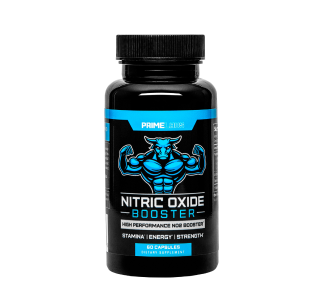 PRIME LABS
NITRIC OXIDE
BOOSTER
HIGH PERFORMANCE NO2 BOOSTER
STAMINA* | ENERGY* | STRENGTH*
60 CAPSULES
DIETARY SUPPLEMENT